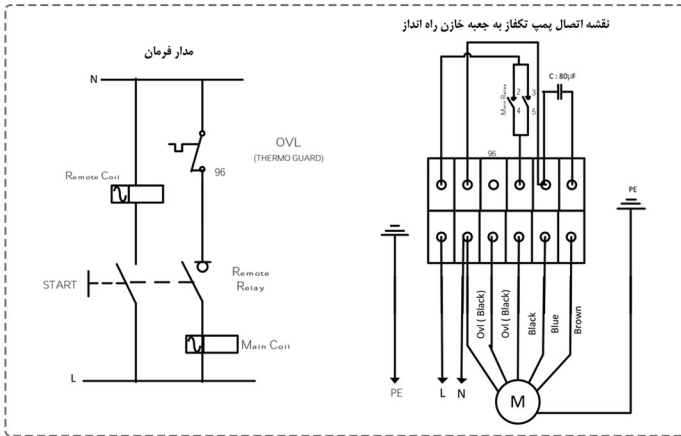 نقشه اتصال پمپ تکفاز به جعبه خازن راه انداز
مدار فرمان
N
OVL
(THERMO GUARD)
96
Remote Coil
START
Remote
Relay
Main Coil
L
C : 80µF
Main Relay
2
3
4
5
96
PE
Ovl ( Black)
Ovl ( Black)
Black
Blue
Brown
PE
L
N
M